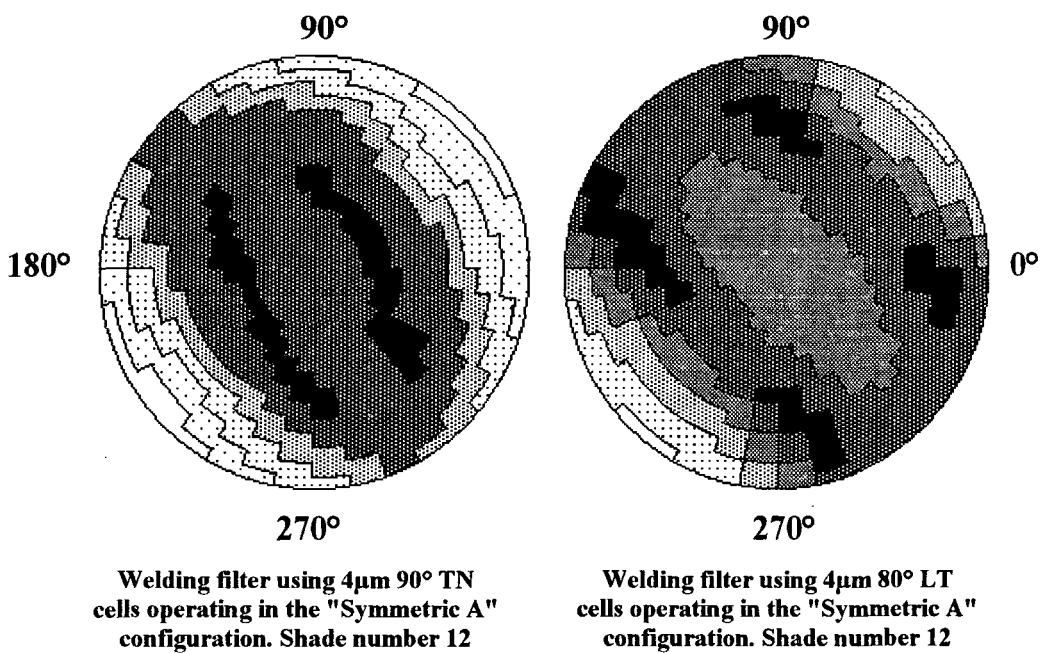 90°
90°
180°
0°
270°
270°
Welding filter using 4µm 90° TN
cells operating in the "Symmetric A"
configuration. Shade number 12
Welding filter using 4µm 80° LT
cells operating in the "Symmetric A"
configuration. Shade number 12